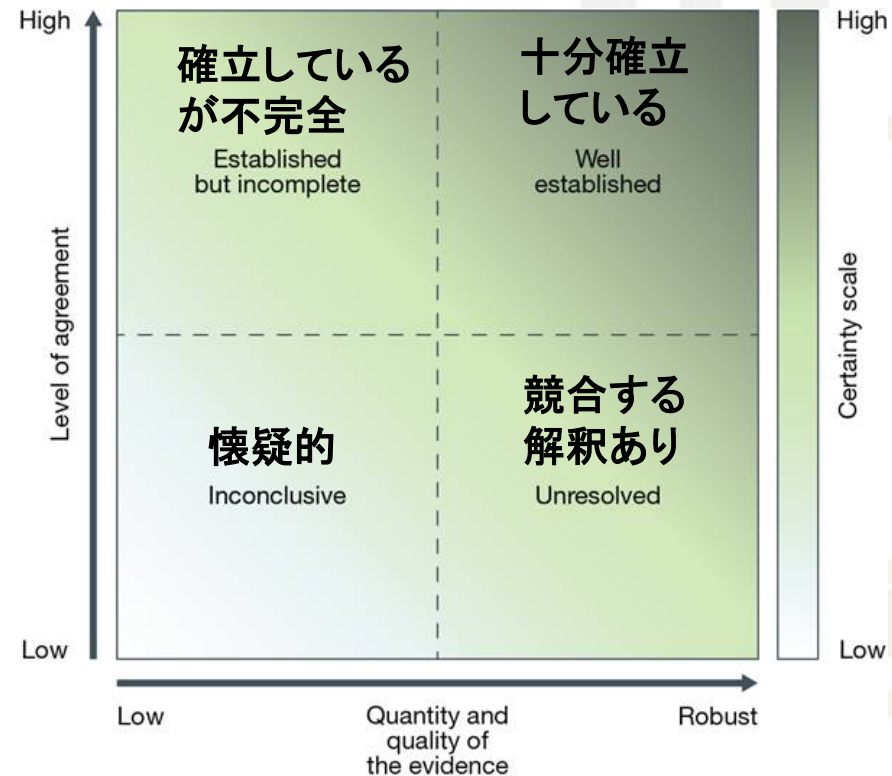 High
確立している
が不完全
Established
but incomplete
十分確立
している
Well
established
High
Level of agreement
Certainty scale
懐疑的
Inconclusive
競合する
解釈あり
Unresolved
Low
Low
Low
Quantity and
quality of
the evidence
Robust